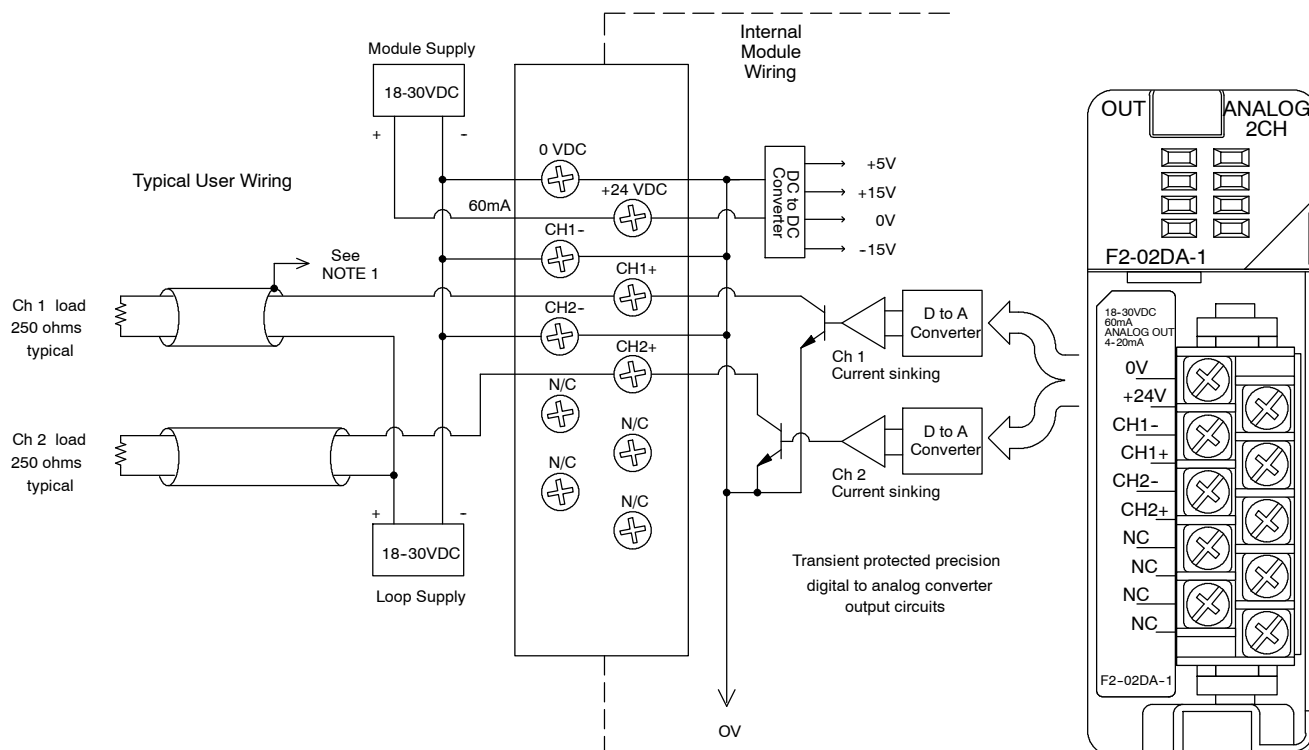 Internal
Module
Wiring
Module Supply
18-30VDC
+ -
Typical User Wiring
0 VDC
+24 VDC
60mA
CH1-
CH1+
CH2-
CH2+
N/C
N/C
N/C
N/C
DC to DC
Converter
+5V
+15V
0V
-15V
See
NOTE 1
Ch 1 load
250 ohms
typical
Ch 2 load
250 ohms
typical
+ -
18-30VDC
Loop Supply
D to A
Converter
Ch 1
Current sinking
D to A
Converter
Ch 2
Current sinking
Transient protected precision
digital to analog converter
output circuits
OV
OUT ANALOG
2CH
F2-02DA-1
18-30VDC
60mA
ANALOG OUT
4-20mA
0V
+24V
CH1-
CH1+
CH2-
CH2+
NC
NC
NC
NC
F2-02DA-1